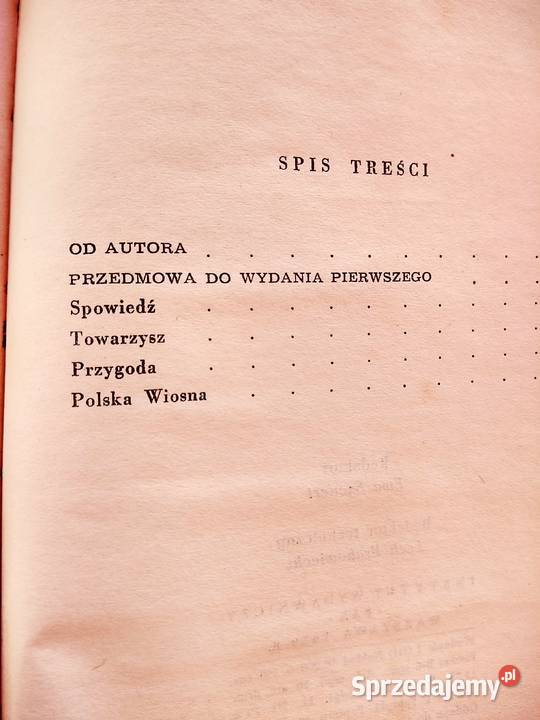 SPIS TREŚCI
OD AUTORA . . . . . . . . .
PRZEDMOWA DO WYDANIA PIERWSZEGO . . .
Spowiedź . . . . . . . . .
Towarzysz . . . . . . . . .
Przygoda . . . . . . . . .
Polska Wiosna . . . . . . . .
Sprzedajemy.pl